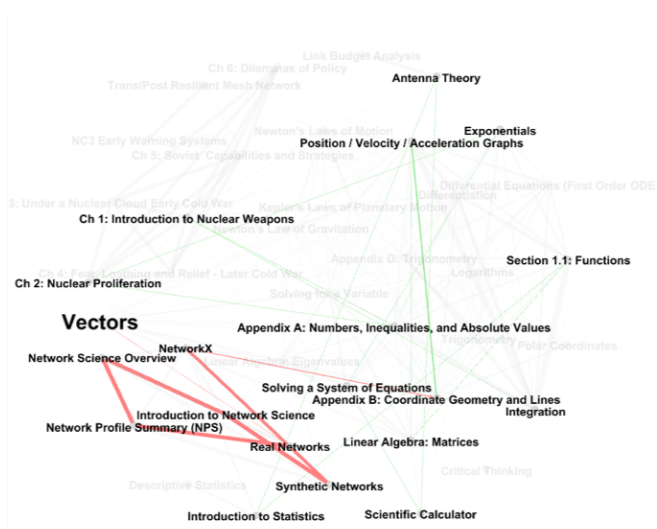 Link Budget Analysis
Ch 6: Dilemmas of Policy
Antenna Theory
Trans/Post Resilient Mesh Network
Newton's Laws of Motion
Exponentials
NC3 Early Warning Systems
Position / Velocity / Acceleration Graphs
Ch 5: Soviet Capabilities and Strategies
Differential Equations (First Order ODE
Differentiation
3: Under a Nuclear Cloud Early Cold War
Kepler's Laws of Planetary Motion
Ch 1: Introduction to Nuclear Weapons
Newton's Law of Gravitation
Appendix D: Trigonometry
Section 1.1: Functions
Logarithms
Ch 4: Fear, Loathing and Relief - Later Cold War
Ch 2: Nuclear Proliferation
Solving for a Variable
Vectors
Appendix A: Numbers, Inequalities, and Absolute Values
Trigonometry
Polar Coordinates
NetworkX
Network Science Overview
Linear Algebra: Eigenvalues
Solving a System of Equations
Appendix B: Coordinate Geometry and Lines
Integration
Introduction to Network Science
Network Profile Summary (NPS)
Real Networks
Linear Algebra: Matrices
Critical Thinking
Descriptive Statistics
Synthetic Networks
Introduction to Statistics
Scientific Calculator